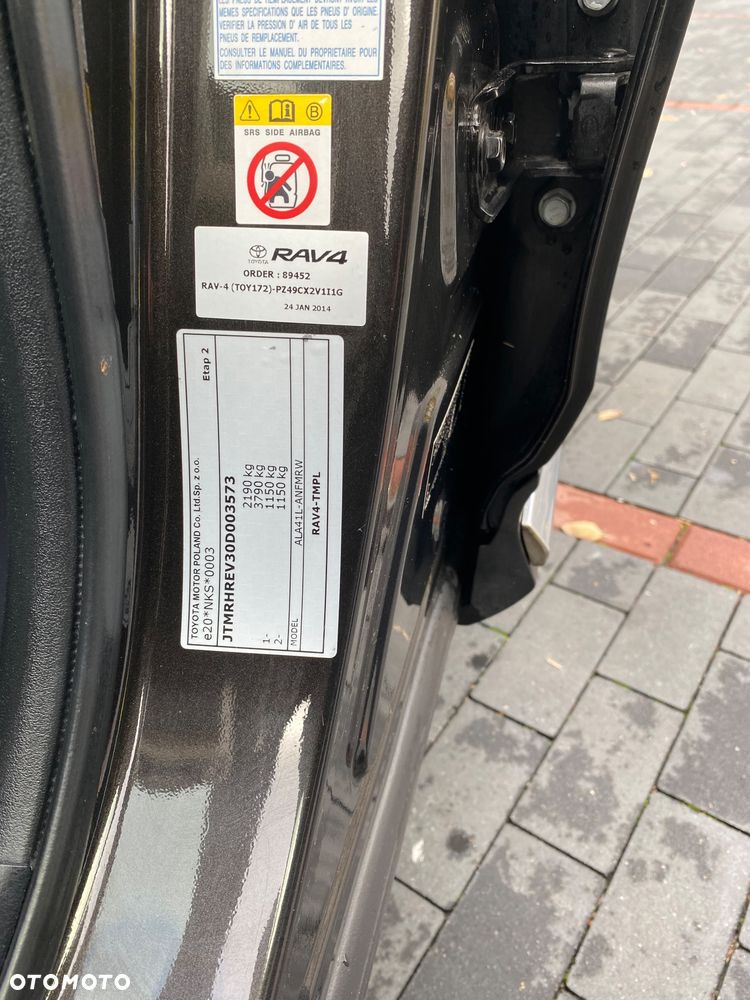 MÊMES SPECIFICATIONS QUE LES PNEUS D' ORIGINE.
VERIFIER LA PRESSION D' AIR DE TOUS LES
PNEUS DE REMPLACEMENT.
CONSULTER LE MANUEL DU PROPRIETAIRE POUR
DES INFORMATIONS COMPLEMENTAIRES.
B
SRS SIDE AIRBAG
TOYOTA RAV4
ORDER : 89452
RAV-4 (TOY172)-PZ49CX2V1I1G
24 JAN 2014
Etap 2
TOYOTA MOTOR POLAND Co. Ltd.Sp. z o.o.
e20*NKS*0003
JTMRHREV30D003573
2190 kg
3790 kg
1- 1150 kg
2- 1150 kg
MODEL ALA41L-ANFMRW
RAV4-TMPL
OTOMOTO